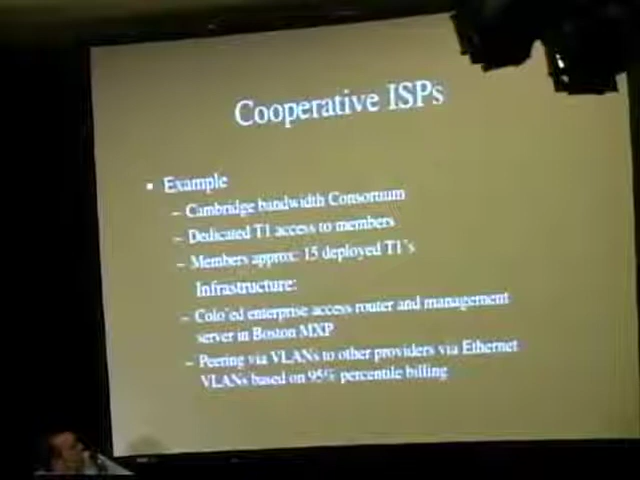 Cooperative ISPs
• Example
– Cambridge bandwidth Consortium
– Dedicated T1 access to members
– Members approx: 15 deployed T1's
Infrastructure:
– Colo'ed enterprise access router and management
server in Boston MXP
– Peering via VLANs to other providers via Ethernet
VLANs based on 95% percentile billing